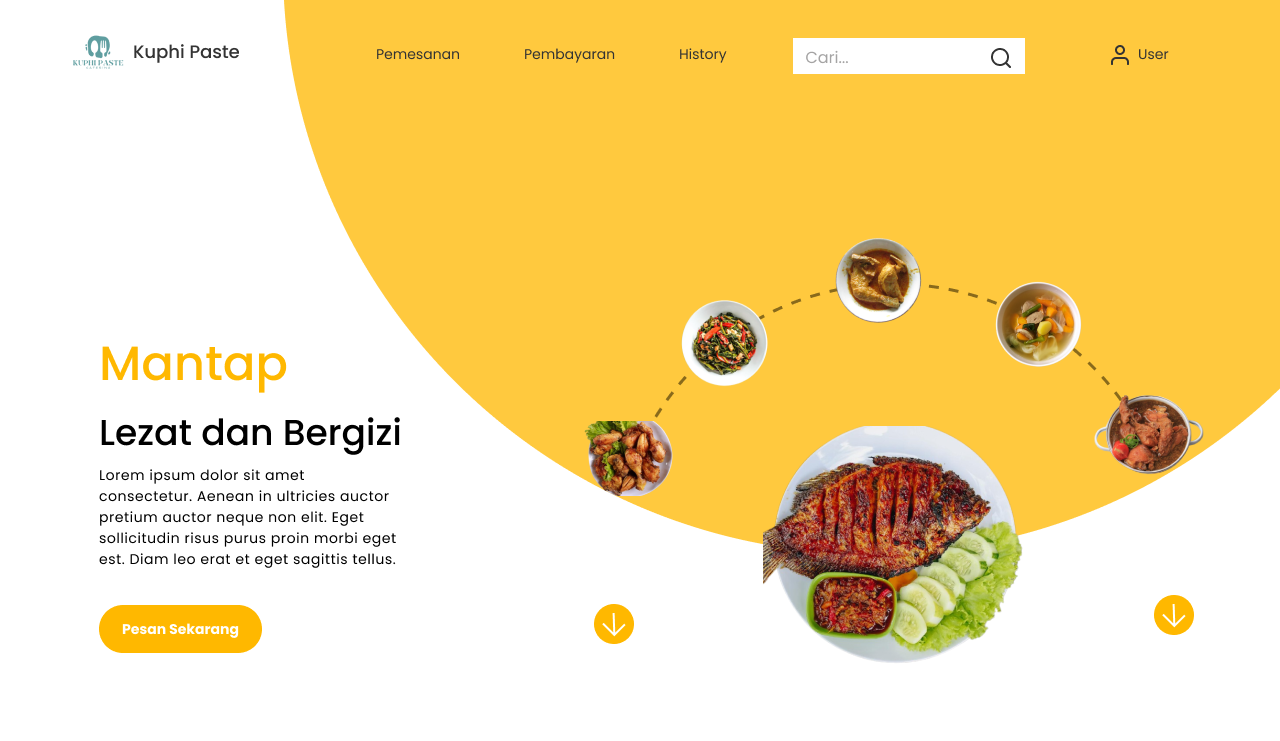 KUPHI PASTE
CATERING
Kuphi Paste
Pemesanan
Pembayaran
History
Cari...
User
Mantap
Lezat dan Bergizi
Lorem ipsum dolor sit amet
consectetur. Aenean in ultricies auctor
pretium auctor neque non elit. Eget
sollicitudin risus purus proin morbi eget
est. Diam leo erat et eget sagittis tellus.
Pesan Sekarang